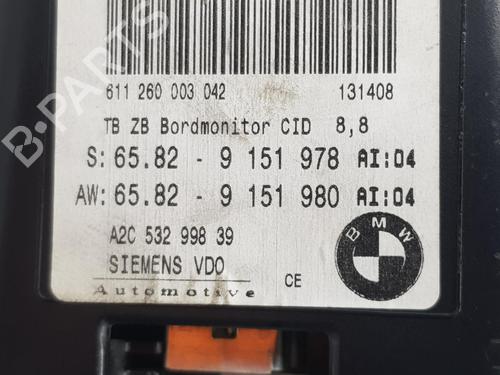 611 260 003 042 131408
TB ZB Bordmonitor CID 8,8
S: 65.82 - 9 151 978 AI:04
AW: 65.82 - 9 151 980 AI:04
A2C 532 998 39
SIEMENS VDO
Automotive
CE
BMW
B-PARTS